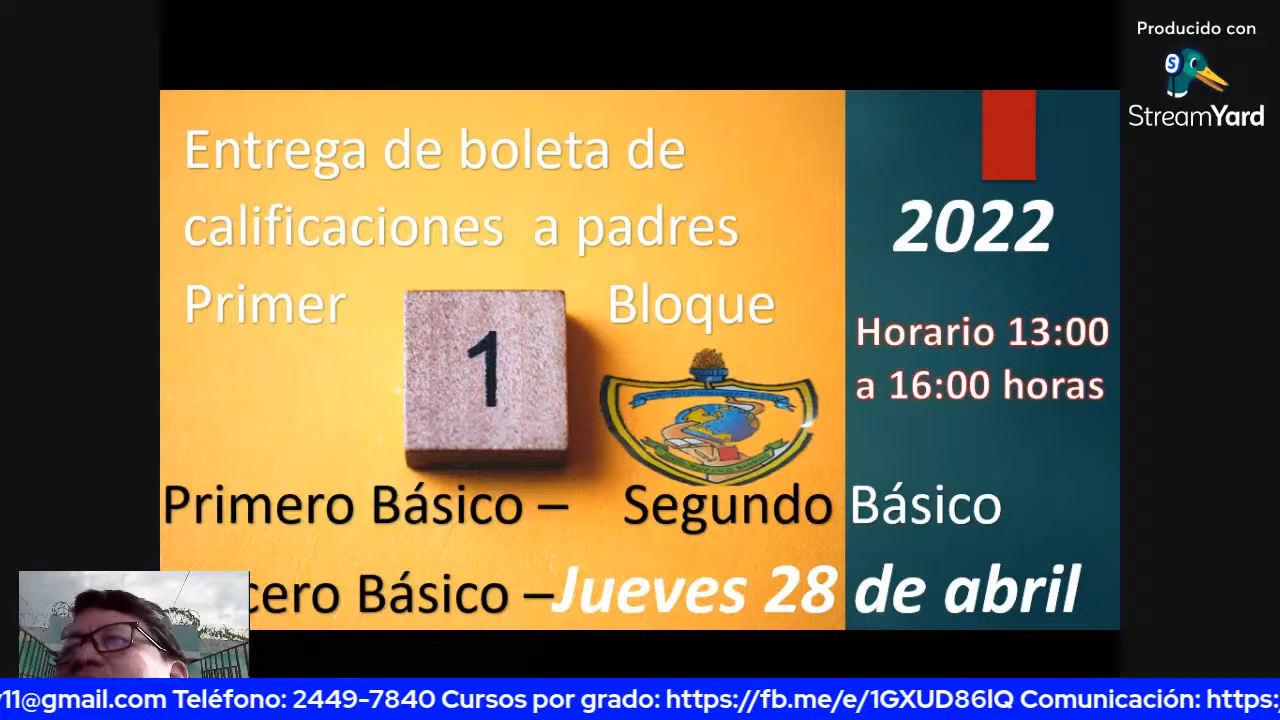 Producido con
StreamYard
Entrega de boleta de
calificaciones a padres
Primer 1 Bloque
2022
Horario 13:00
a 16:00 horas
Primero Básico – Segundo Básico
cero Básico – Jueves 28 de abril
11@gmail.com Teléfono: 2449-7840 Cursos por grado: https://fb.me/e/1GXUD86lQ Comunicación: https: